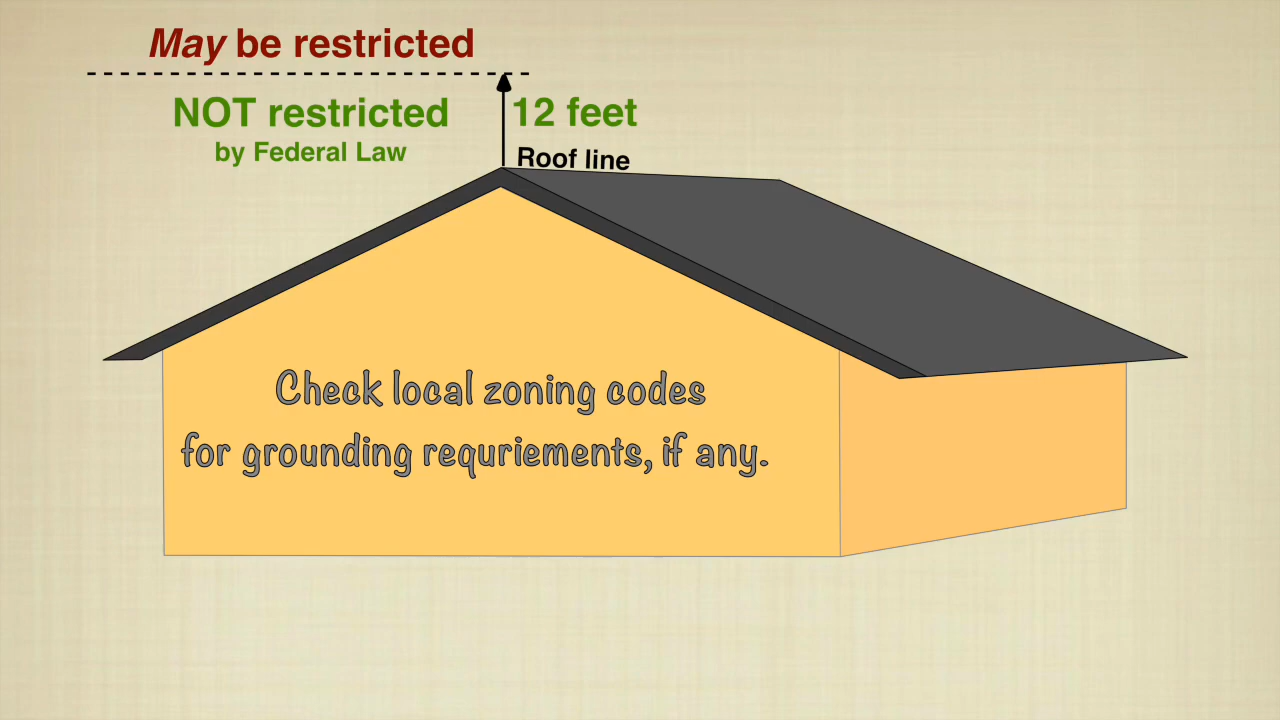 May be restricted
NOT restricted
12 feet
by Federal Law
Roof line
Check local zoning codes
for grounding requriements, if any.